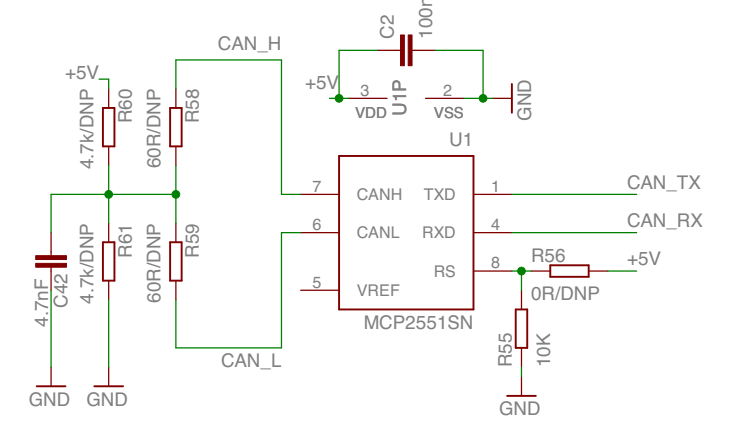 C2
100n
CAN_H
+5V
+5V
3
U1P
2
VDD
VSS
GND
4.7k/DNP
R60
60R/DNP
R58
U1
7
CANH
TXD
1
CAN_TX
6
CANL
RXD
4
CAN_RX
RS
8
R56
+5V
0R/DNP
5
VREF
MCP2551SN
4.7k/DNP
R61
60R/DNP
R59
4.7nF
C42
CAN_L
R55
10K
GND
GND
GND